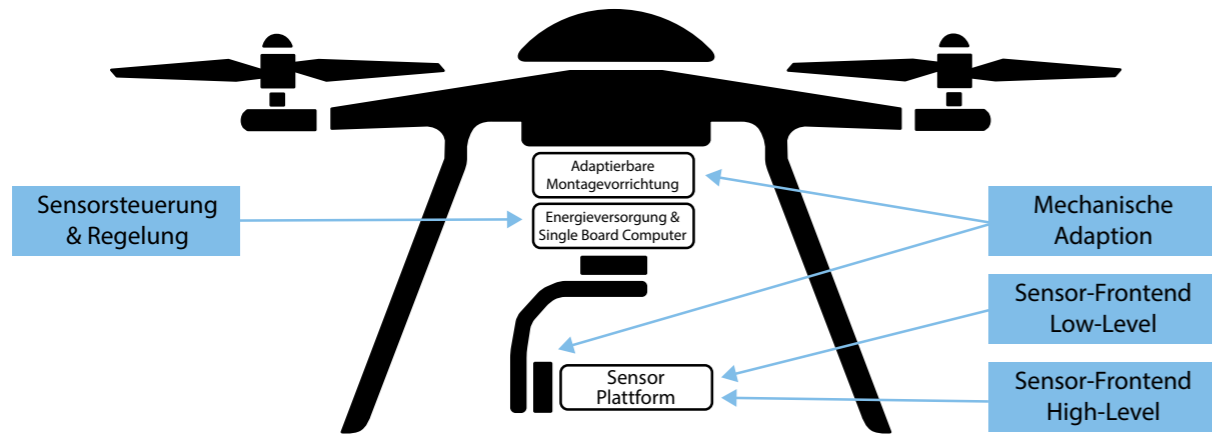 Adaptierbare
Montagevorrichtung
Sensorsteuerung
& Regelung
Energieversorgung &
Single Board Computer
Mechanische
Adaption
Sensor-Frontend
Low-Level
Sensor
Plattform
Sensor-Frontend
High-Level